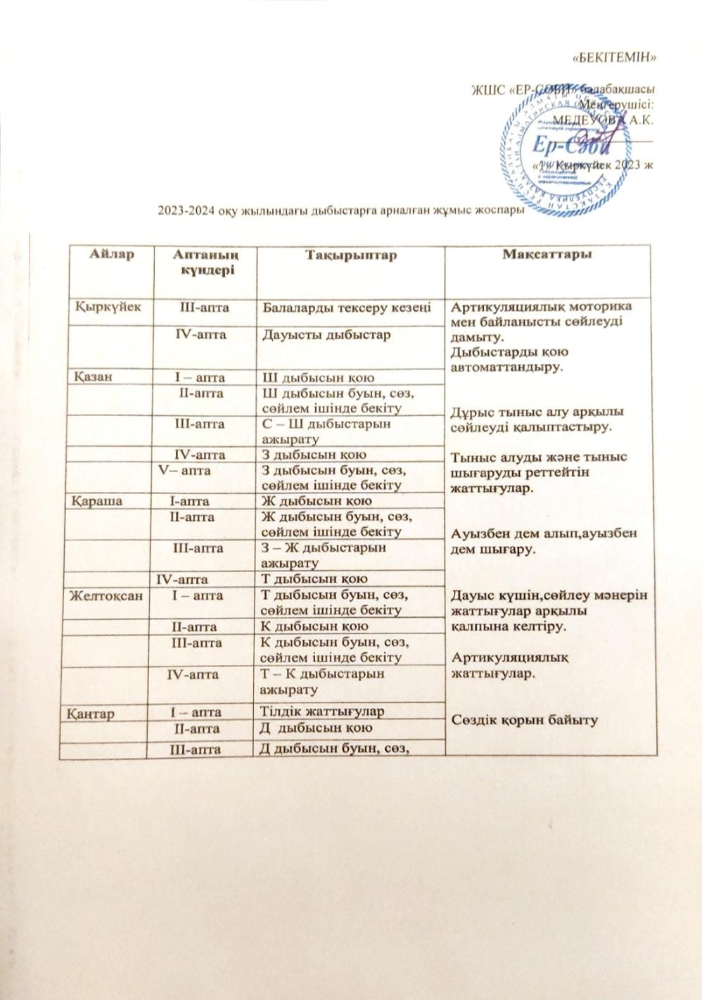 «БЕКІТЕМІН»
ЖШС «ЕР-СӘБИ» балабақшасы
Меңгерушісі:
МЕДЕУОВА А.К.
Ер-Сәби
«1» Қыркүйек 2023 ж
2023-2024 оқу жылындағы дыбыстарға арналған жұмыс жоспары
Айлар Аптаның күндері Тақырыптар Мақсаттары
Қыркүйек III-апта Балаларды тексеру кезеңі
IV-апта Дауысты дыбыстар
Қазан I – апта Ш дыбысын қою
II-апта Ш дыбысын буын, сөз,
сөйлем ішінде бекіту
III-апта С – Ш дыбыстарын
ажырату
IV-апта З дыбысын қою
V– апта З дыбысын буын, сөз,
сөйлем ішінде бекіту
Қараша I-апта Ж дыбысын қою
II-апта Ж дыбысын буын, сөз,
сөйлем ішінде бекіту
III-апта З – Ж дыбыстарын
ажырату
IV-апта Т дыбысын қою
Желтоқсан I – апта Т дыбысын буын, сөз,
сөйлем ішінде бекіту
II-апта К дыбысын қою
III-апта К дыбысын буын, сөз,
сөйлем ішінде бекіту
IV-апта Т – К дыбыстарын
ажырату
Қаңтар I – апта Тілдік жаттығулар
II-апта Д дыбысын қою
III-апта Д дыбысын буын, сөз,
Артикуляциялық моторика
мен байланысты сөйлеуді
дамыту.
Дыбыстарды қою
автоматтандыру.
Дұрыс тыныс алу арқылы
сөйлеуді қалыптастыру.
Тыныс алуды және тыныс
шығаруды реттейтін
жаттығулар.
Ауызбен дем алып,ауызбен
дем шығару.
Дауыс күшін,сөйлеу мәнерін
жаттығулар арқылы
қалпына келтіру.
Артикуляциялық
жаттығулар.
Сөздік қорын байыту